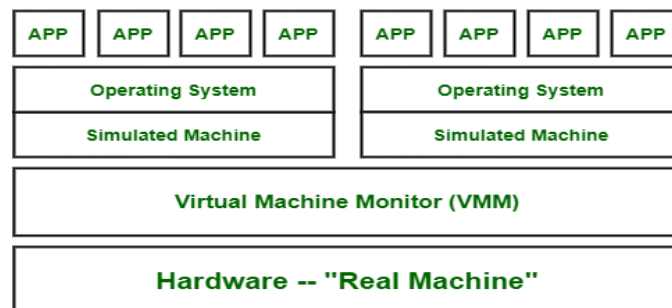 APP APP APP APP APP APP APP APP
Operating System Operating System
Simulated Machine Simulated Machine
Virtual Machine Monitor (VMM)
Hardware -- "Real Machine"